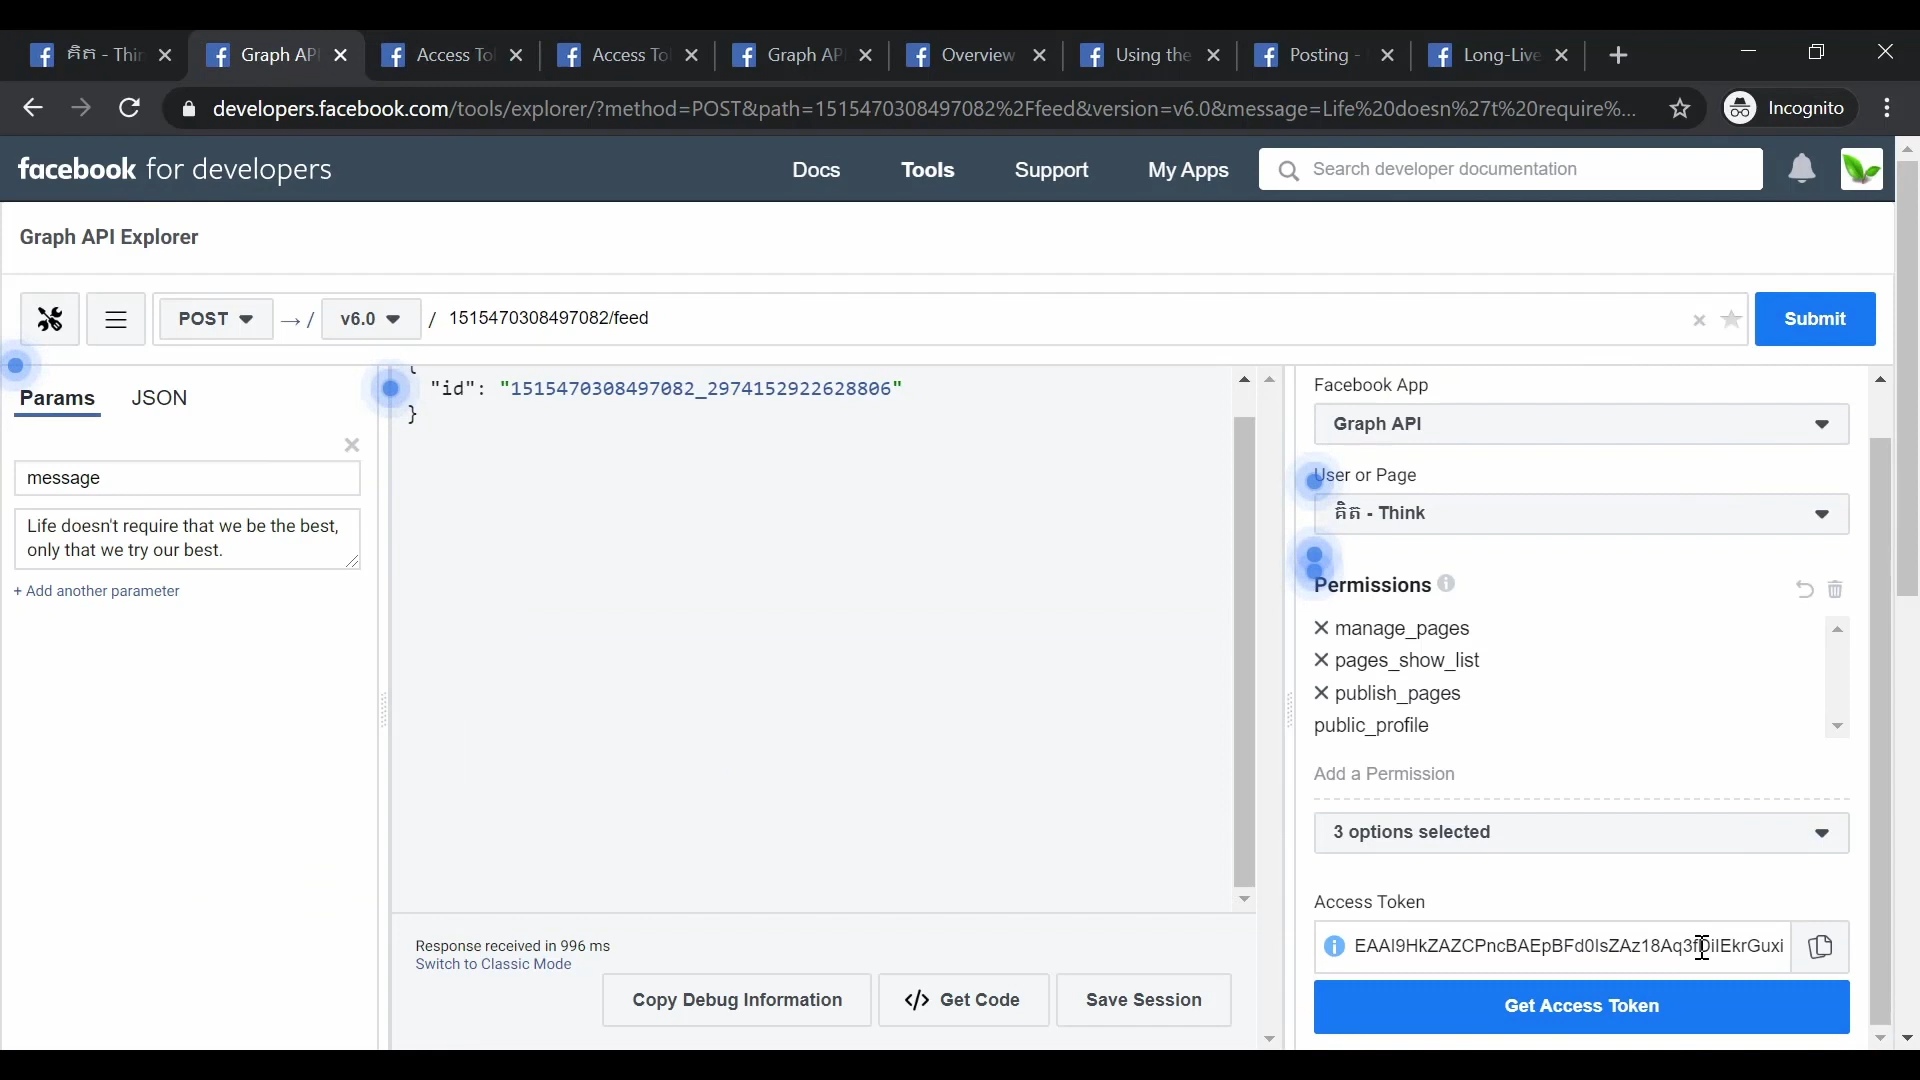 គិត - Thin
Graph AP
Access To
Access To
Graph AP
Overview
Using the
Posting -
Long-Live
developers.facebook.com/tools/explorer/?method=POST&path=1515470308497082%2Ffeed&version=v6.0&message=Life%20doesn%27t%20require%...
Incognito
facebook for developers
Docs
Tools
Support
My Apps
Search developer documentation
Graph API Explorer
POST
→ /
v6.0
/ 1515470308497082/feed
Submit
Params
JSON
message
Life doesn't require that we be the best,
only that we try our best.
+ Add another parameter
{
"id": "1515470308497082_2974152922628806"
}
Response received in 996 ms
Switch to Classic Mode
Copy Debug Information
</> Get Code
Save Session
Facebook App
Graph API
User or Page
គិត - Think
Permissions
manage_pages
pages_show_list
publish_pages
public_profile
Add a Permission
3 options selected
Access Token
Get Access Token